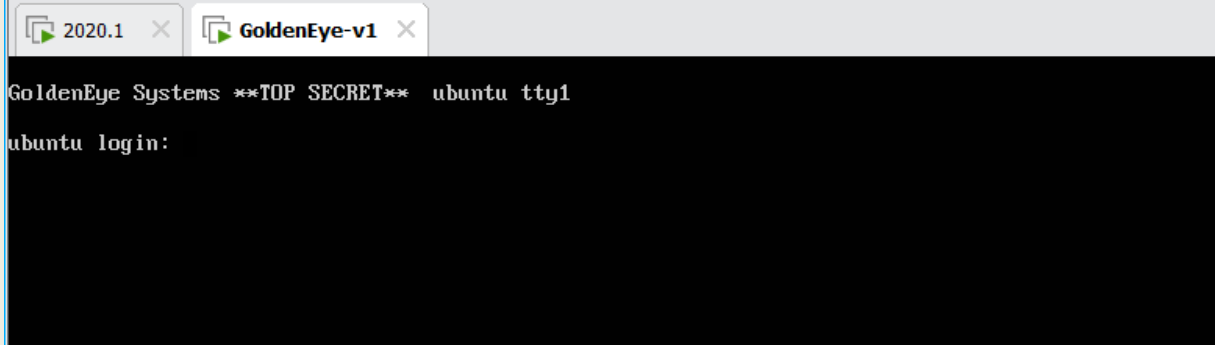 2020.1 GoldenEye-v1
GoldenEye Systems **TOP SECRET** ubuntu tty1
ubuntu login: